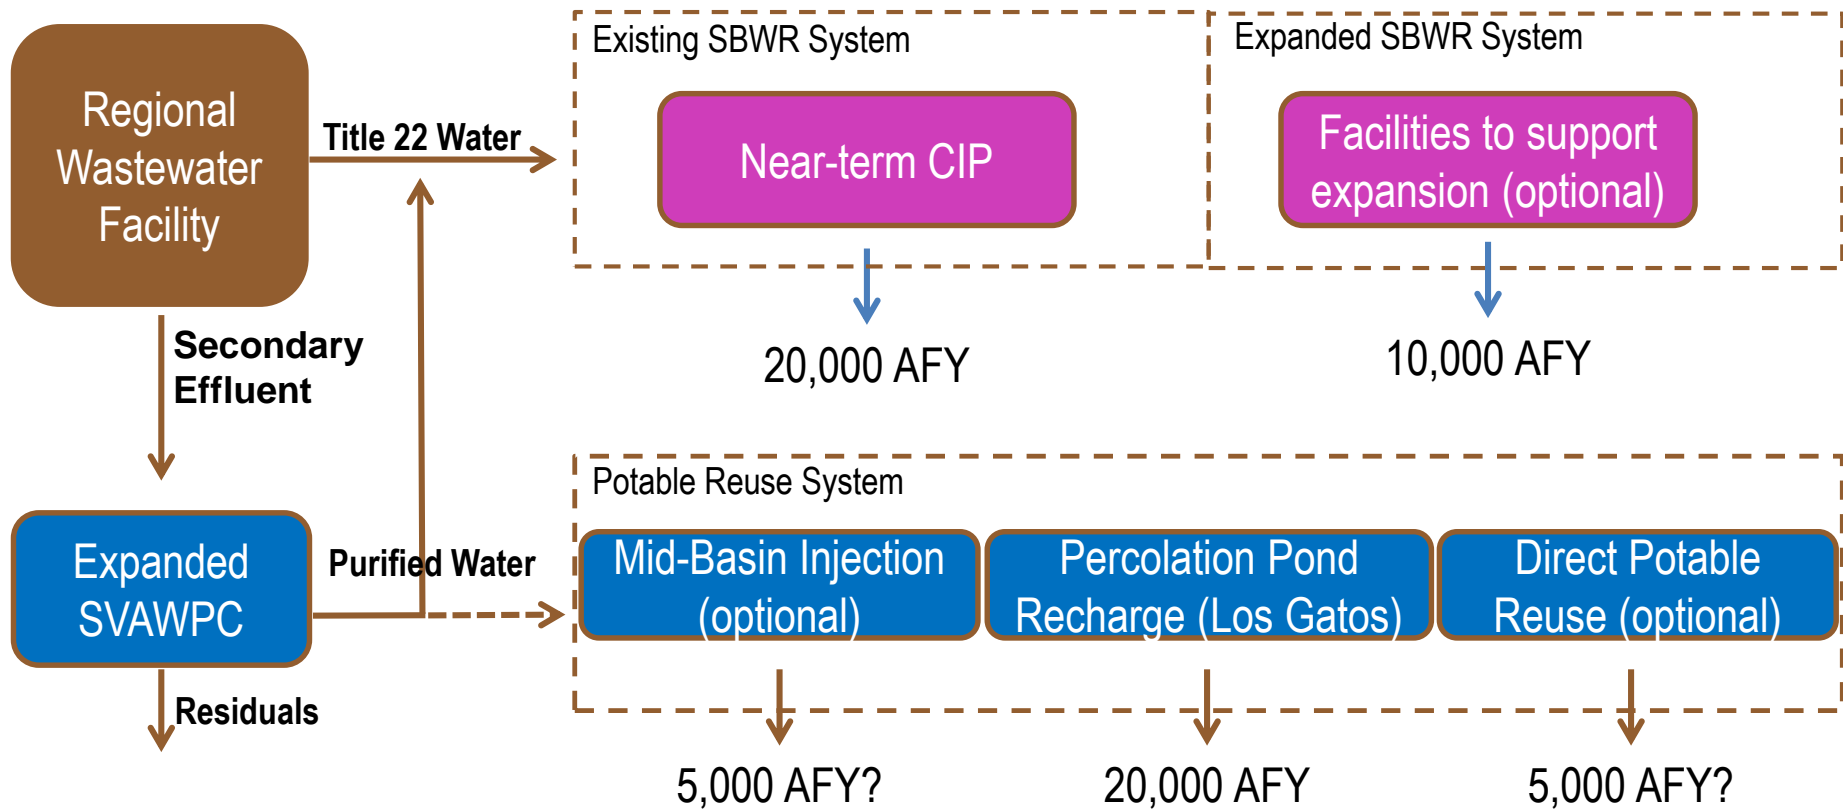 Existing SBWR System
Expanded SBWR System
Regional
Wastewater
Facility
Title 22 Water
Near-term CIP
Facilities to support
expansion (optional)
Secondary
Effluent
20,000 AFY
10,000 AFY
Potable Reuse System
Expanded
SVAWPC
Purified Water
Mid-Basin Injection
(optional)
Percolation Pond
Recharge (Los Gatos)
Direct Potable
Reuse (optional)
Residuals
5,000 AFY?
20,000 AFY
5,000 AFY?